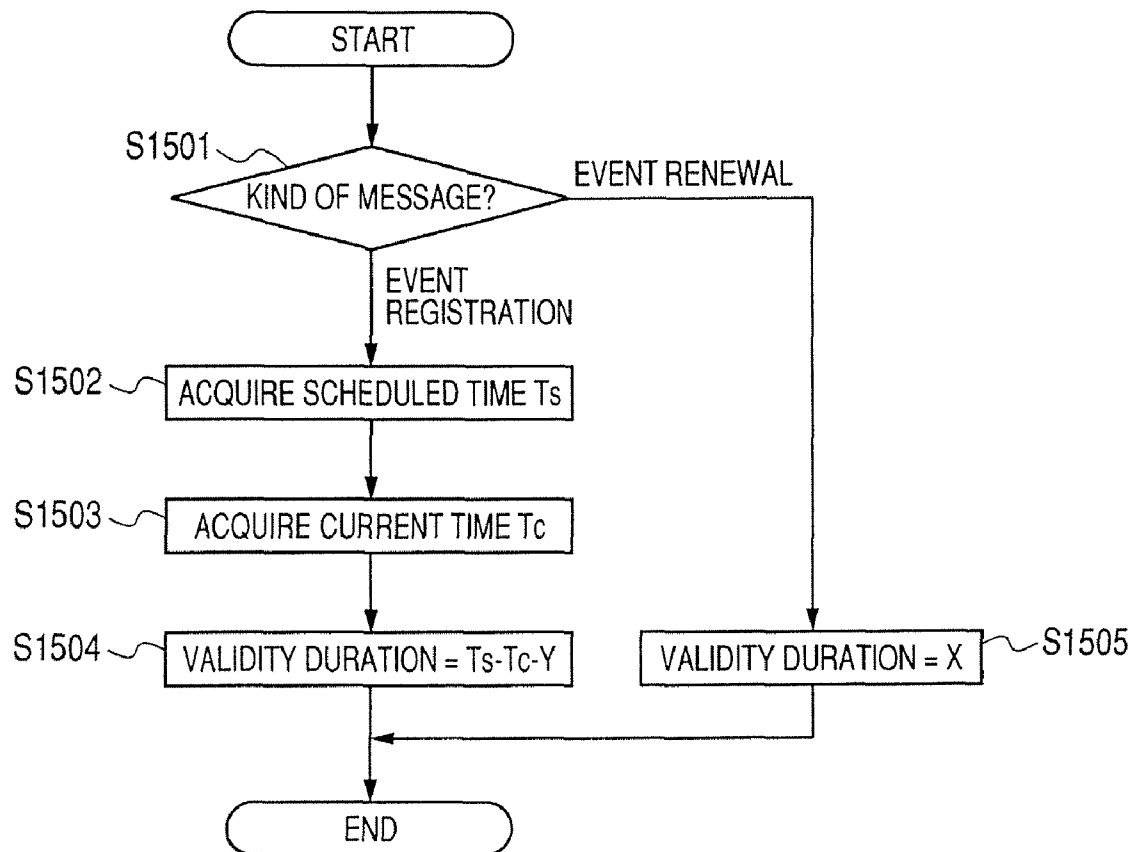 START
S1501
KIND OF MESSAGE?
EVENT RENEWAL
EVENT
REGISTRATION
S1502
ACQUIRE SCHEDULED TIME Ts
S1503
ACQUIRE CURRENT TIME Tc
S1504
VALIDITY DURATION = Ts-Tc-Y
VALIDITY DURATION = X
S1505
END